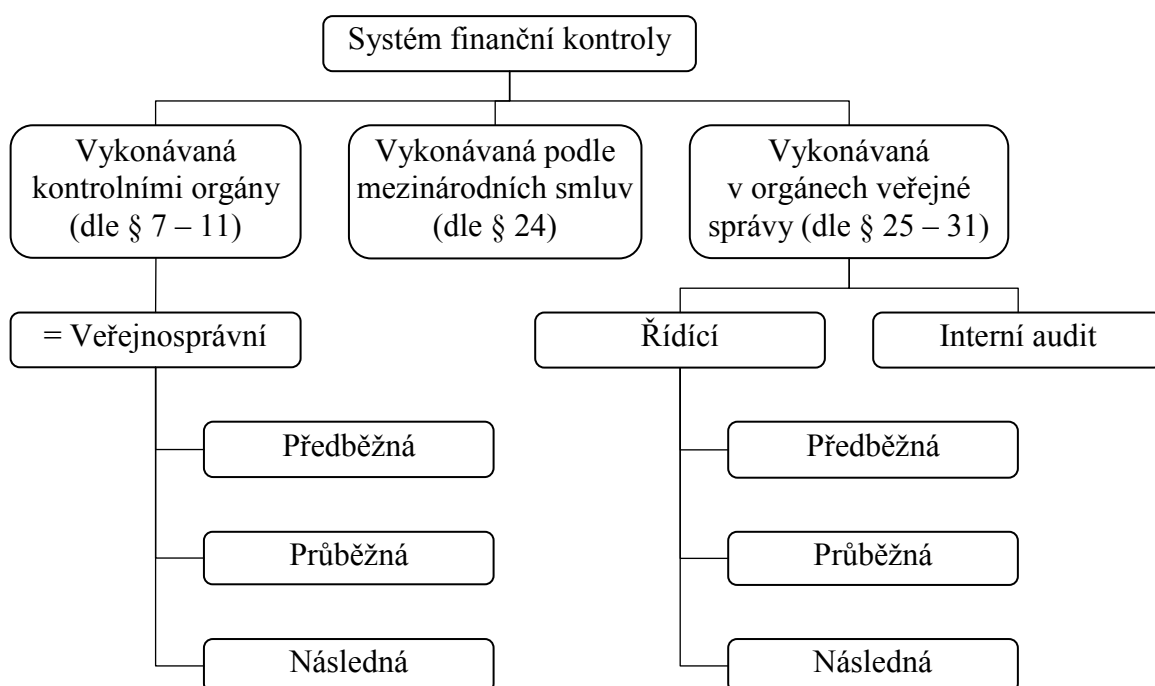 Systém finanční kontroly
Vykonávaná
kontrolními orgány
(dle § 7 – 11)
Vykonávaná podle
mezinárodních smluv
(dle § 24)
Vykonávaná
v orgánech veřejné
správy (dle § 25 – 31)
= Veřejnosprávní
Řídící
Interní audit
Předběžná
Předběžná
Průběžná
Průběžná
Následná
Následná